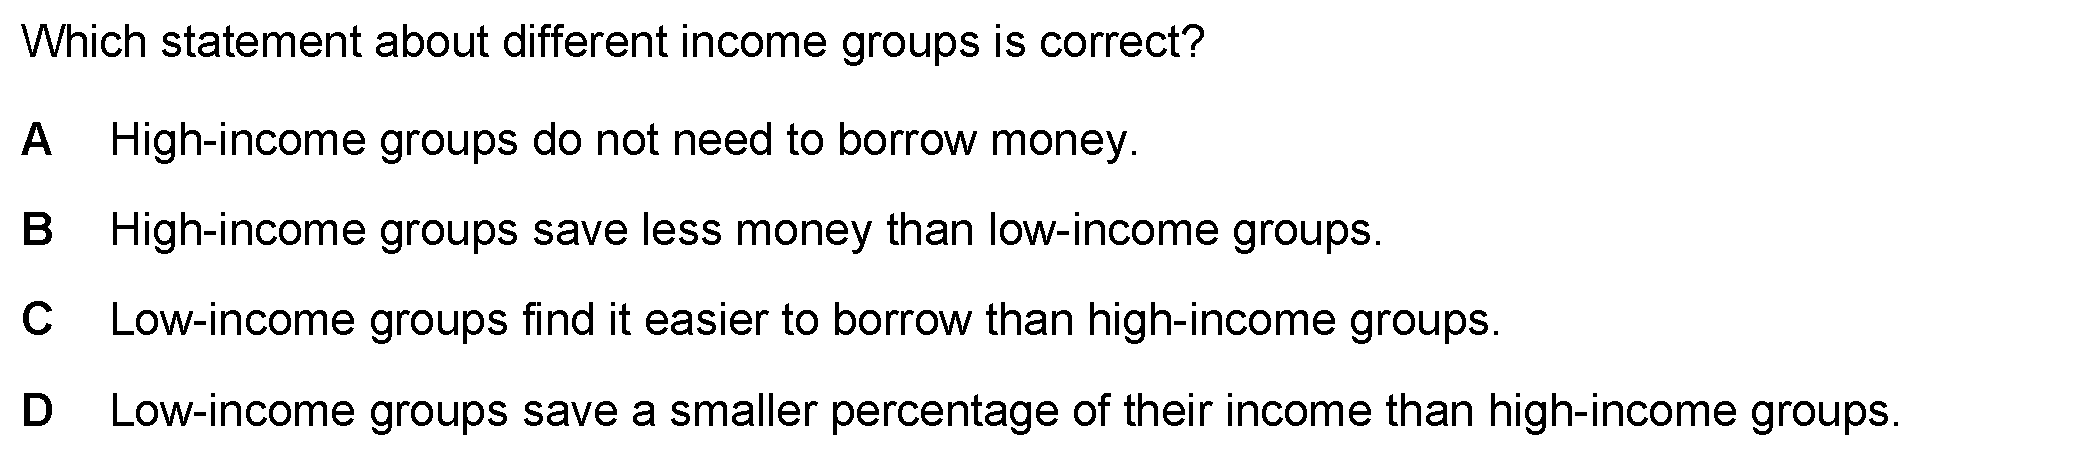 Which statement about different income groups is correct?
A High-income groups do not need to borrow money.
B High-income groups save less money than low-income groups.
C Low-income groups find it easier to borrow than high-income groups.
D Low-income groups save a smaller percentage of their income than high-income groups.